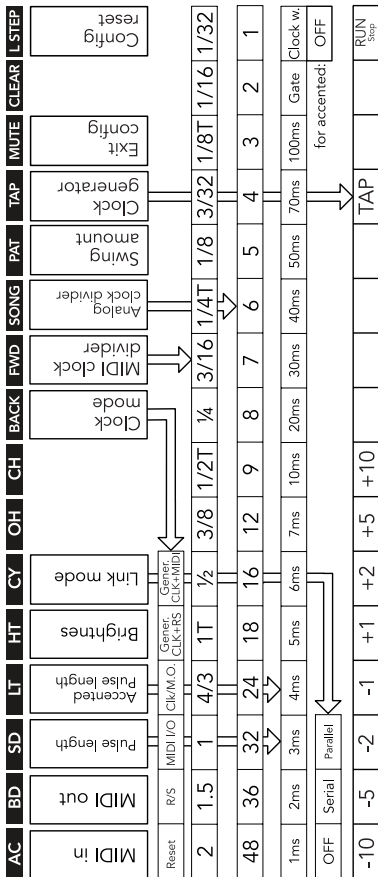 AC BD SD LT HT CY OH CH BACK FWD SONG PAT TAP MUTE CLEAR L STEP
MIDI in
MIDI out
Pulse length
Accented
Pulse length
Brightnes
Link mode
Clock
mode
MIDI clock
divider
Analog
clock divider
Swing
amount
Clock
generator
Exit
config
Config
reset
Reset
R/S
MIDI I/O
Clk/M.O.
Gener.
CLK+RS
Gener.
CLK+MIDI
2 1.5 1 4/3 1T ½ 3/8 1/2T ¼ 3/16 1/4T 1/8 3/32 1/8T 1/16 1/32
48 36 32 24 18 16 12 9 8 7 6 5 4 3 2 1
1ms 2ms 3ms 4ms 5ms 6ms 7ms 10ms 20ms 30ms 40ms 50ms 70ms 100ms Gate Clock w.
OFF Serial Parallel for accented: OFF
-10 -5 -2 -1 +1 +2 +5 +10 TAP RUN
Stop